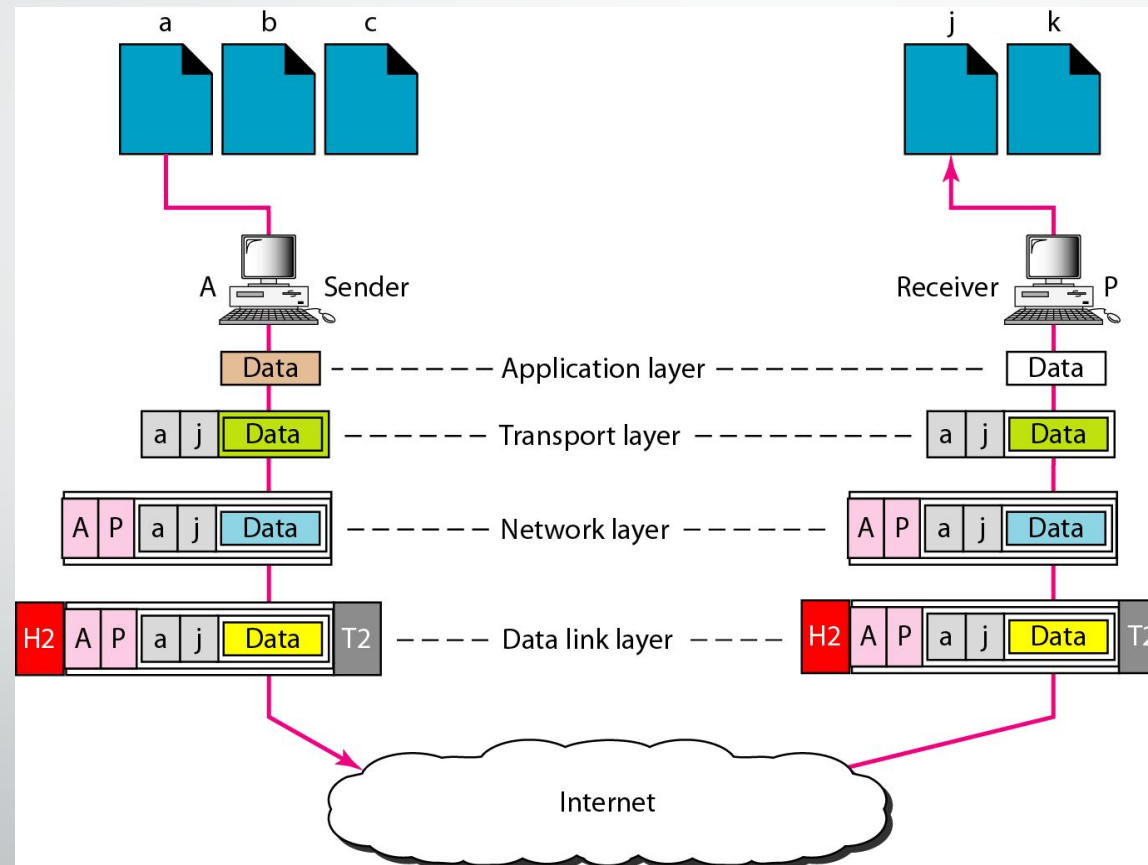 a b c j k
A Sender Receiver P
Data Application layer Data
a j Data Transport layer a j Data
A P a j Data Network layer A P a j Data
H2 A P a j Data T2 Data link layer H2 A P a j Data T2
Internet